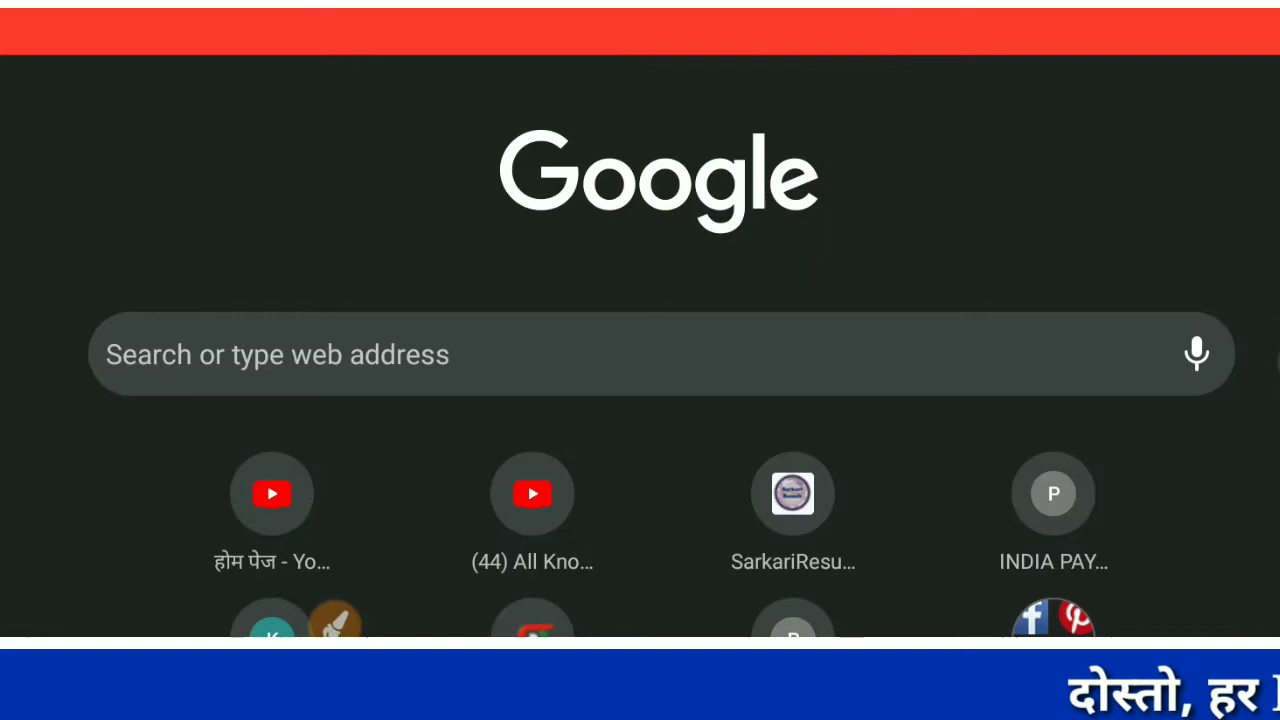 Google
Search or type web address
होम पेज - Yo...
(44) All Kno...
SarkariResu...
P
INDIA PAY...
दोस्तो, हर